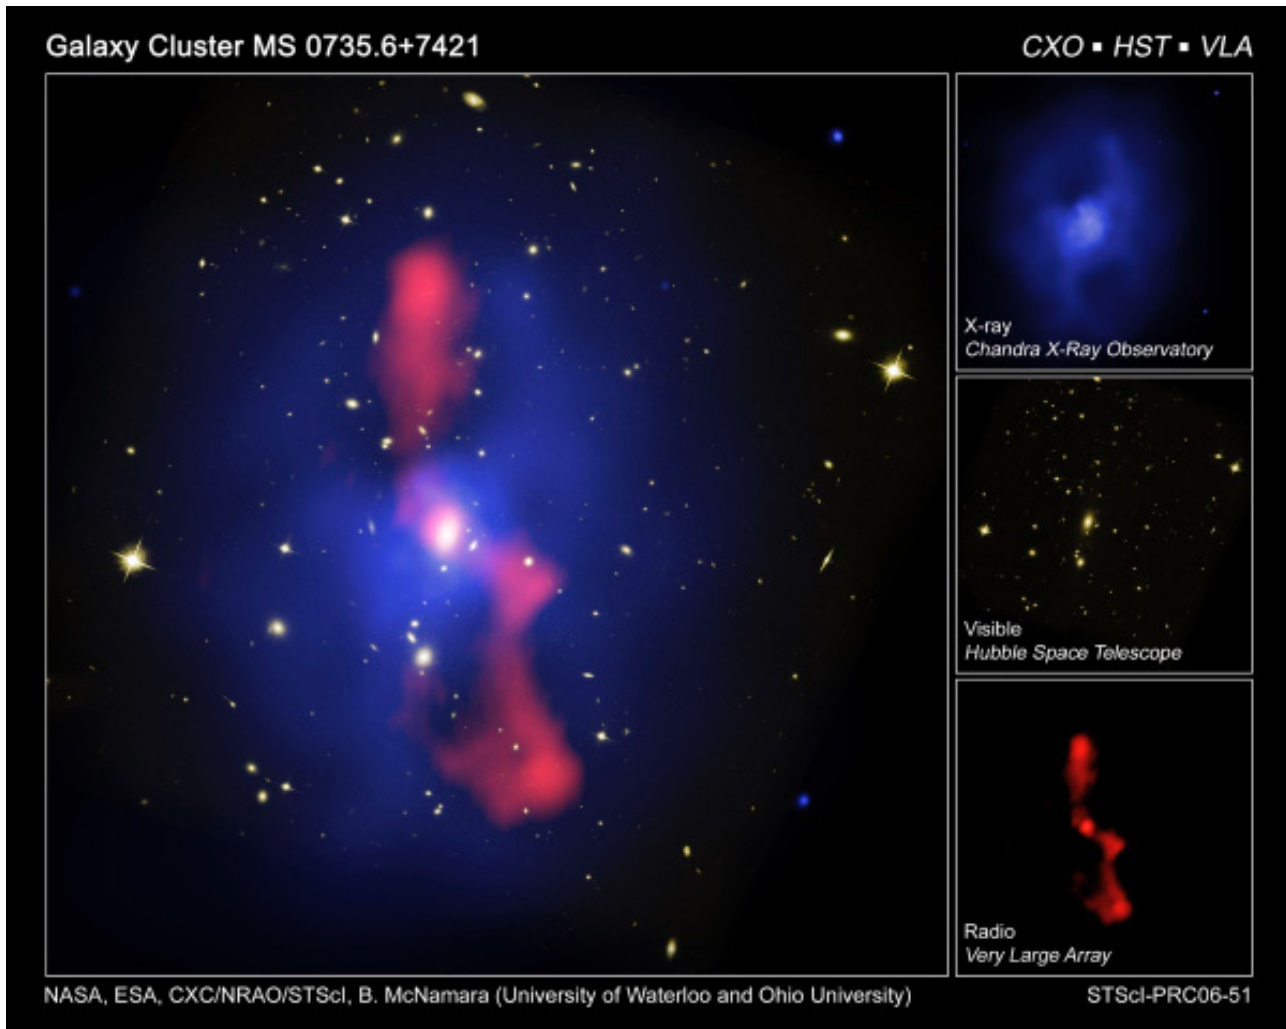 Galaxy Cluster MS 0735.6+7421
CXO ▪ HST ▪ VLA
X-ray
Chandra X-Ray Observatory
Visible
Hubble Space Telescope
Radio
Very Large Array
NASA, ESA, CXC/NRAO/STScI, B. McNamara (University of Waterloo and Ohio University)
STScI-PRC06-51